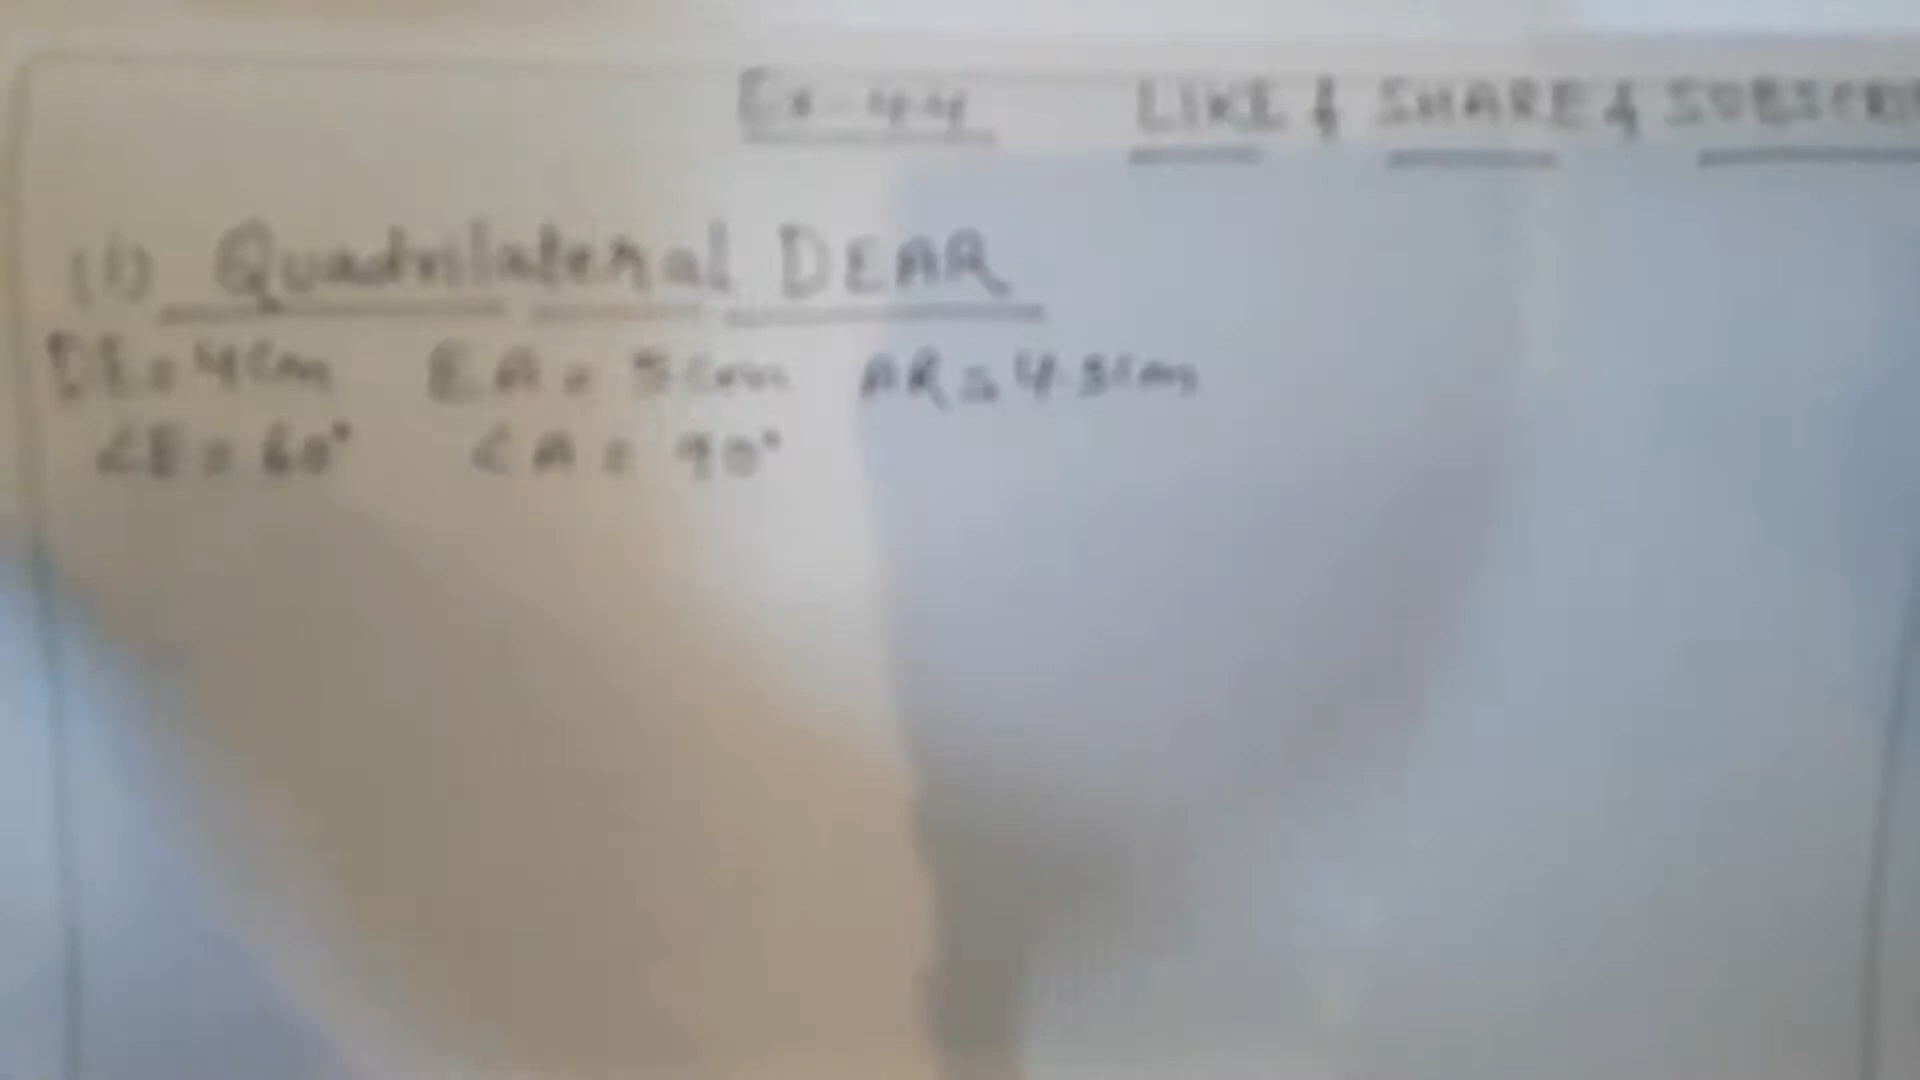 Ex-4.4 LIKE & SHARE & SUBSCRI
(i) Quadrilateral DEAR
DE = 4cm EA = 5cm AR = 4.5cm
∠E = 60° ∠A = 90°